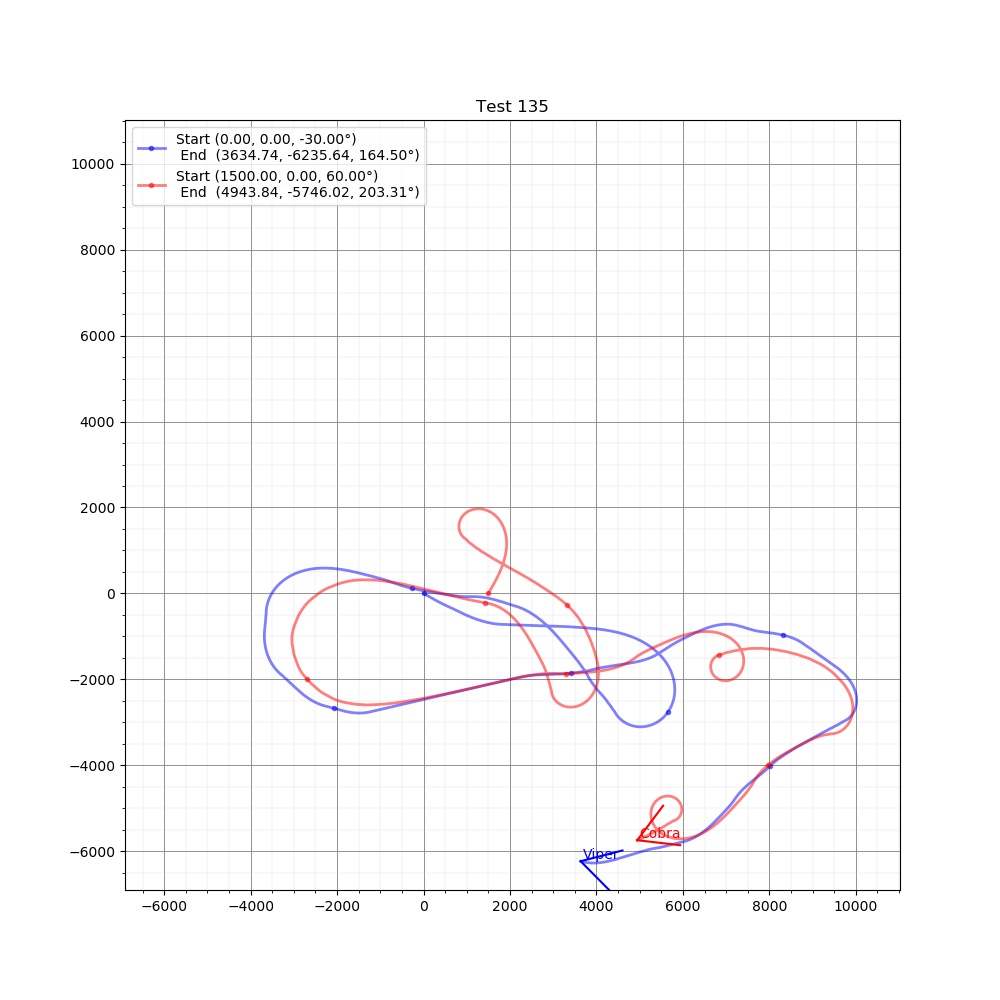 Test 135
Start (0.00, 0.00, -30.00°)
End (3634.74, -6235.64, 164.50°)
Start (1500.00, 0.00, 60.00°)
End (4943.84, -5746.02, 203.31°)
10000
8000
6000
4000
2000
0
−2000
−4000
−6000
Cobra
Viper
−6000 −4000 −2000 0 2000 4000 6000 8000 10000